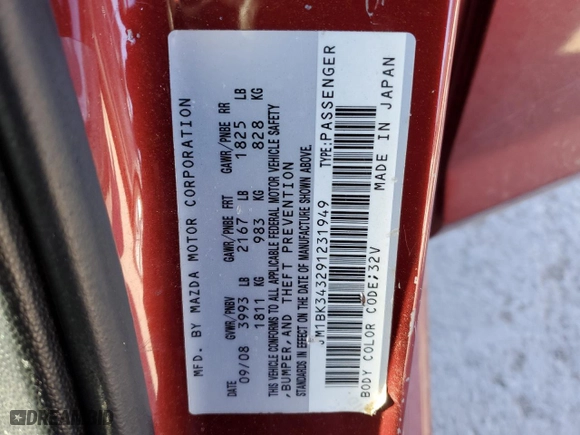 MFD. BY MAZDA MOTOR CORPORATION
DATE GVWR/PNBV GAWR/PNBE FRT GAWR/PNBE RR
09/08 3993 LB 2167 LB 1825 LB
1811 KG 983 KG 828 KG
THIS VEHICLE CONFORMS TO ALL APPLICABLE FEDERAL MOTOR VEHICLE SAFETY
,BUMPER,AND THEFT PREVENTION
STANDARDS IN EFFECT ON THE DATE OF MANUFACTURE SHOWN ABOVE.
JM1BK343291231949 TYPE:PASSENGER
BODY COLOR CODE;32V MADE IN JAPAN
DREAMBID